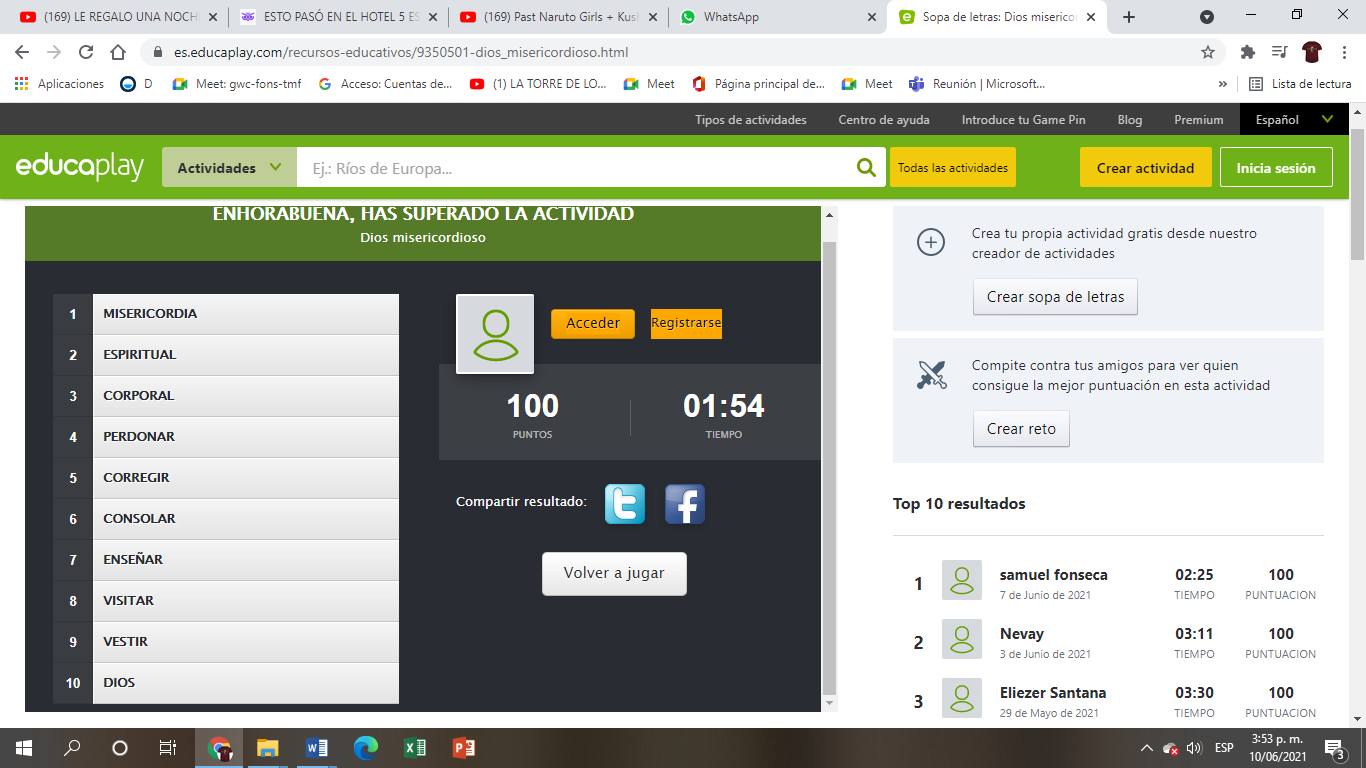 (169) LE REGALO UNA NOCH
ESTO PASÓ EN EL HOTEL 5 ES
(169) Past Naruto Girls + Kus
WhatsApp
Sopa de letras: Dios miserico
es.educaplay.com/recursos-educativos/9350501-dios_misericordioso.html
Aplicaciones
D
Meet: gwc-fons-tmf
Acceso: Cuentas de...
(1) LA TORRE DE LO...
Meet
Página principal de...
Meet
Reunión | Microsoft...
»
Lista de lectura
Tipos de actividades
Centro de ayuda
Introduce tu Game Pin
Blog
Premium
Español
educaplay
Actividades
Ej.: Ríos de Europa...
Todas las actividades
Crear actividad
Inicia sesión
ENHORABUENA, HAS SUPERADO LA ACTIVIDAD
Dios misericordioso
1 MISERICORDIA
2 ESPIRITUAL
3 CORPORAL
4 PERDONAR
5 CORREGIR
6 CONSOLAR
7 ENSEÑAR
8 VISITAR
9 VESTIR
10 DIOS
Acceder
Registrarse
100
PUNTOS
01:54
TIEMPO
Compartir resultado:
Volver a jugar
Crea tu propia actividad gratis desde nuestro
creador de actividades
Crear sopa de letras
Compite contra tus amigos para ver quien
consigue la mejor puntuación en esta actividad
Crear reto
Top 10 resultados
1 samuel fonseca 02:25 100
7 de Junio de 2021 TIEMPO PUNTUACION
2 Nevay 03:11 100
3 de Junio de 2021 TIEMPO PUNTUACION
3 Eliezer Santana 03:30 100
29 de Mayo de 2021 TIEMPO PUNTUACION
ESP
3:53 p. m.
10/06/2021
3